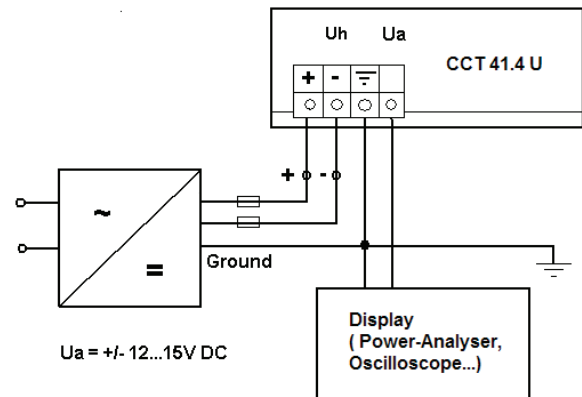 Uh Ua
CCT 41.4 U
+ -
+ -
~
=
Ground
Display
( Power-Analyser,
Oscilloscope...)
Ua = +/- 12...15V DC